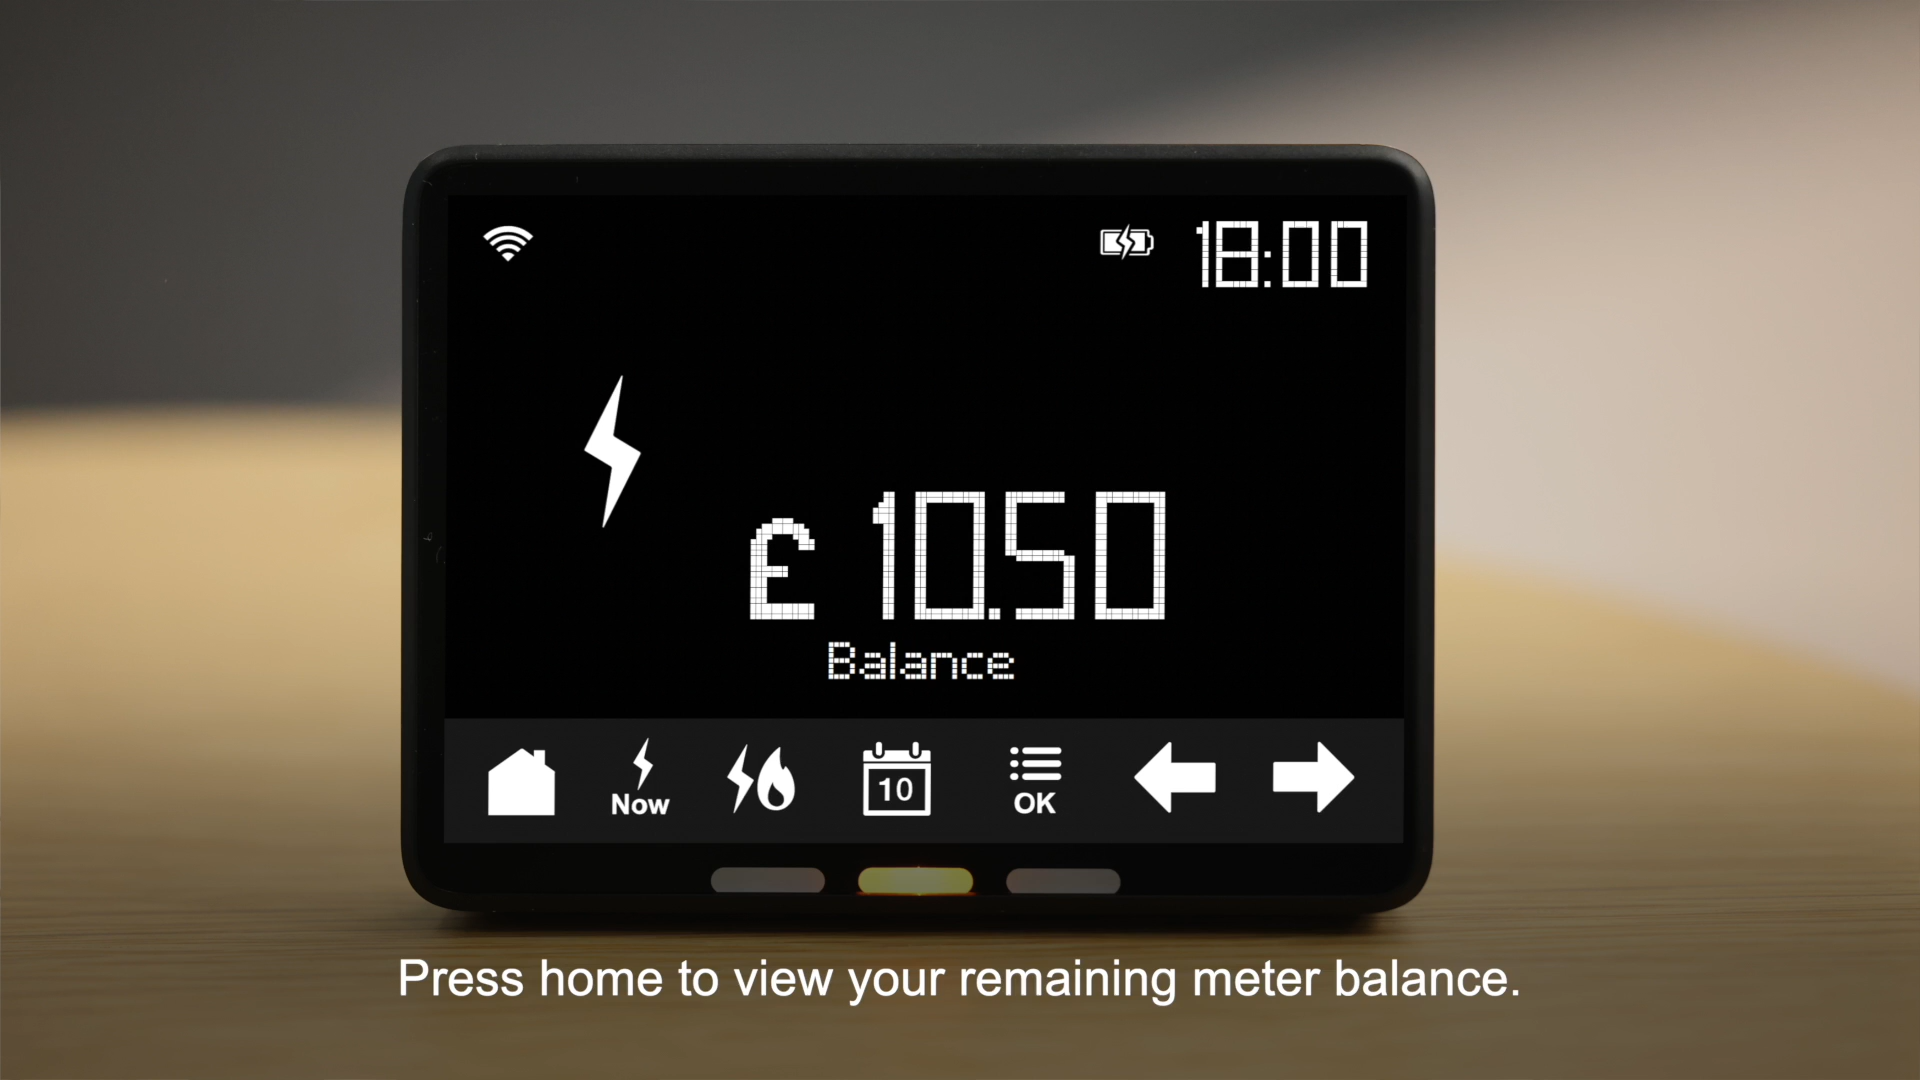 18:00
£ 10.50
Balance
Now
10
OK
Press home to view your remaining meter balance.